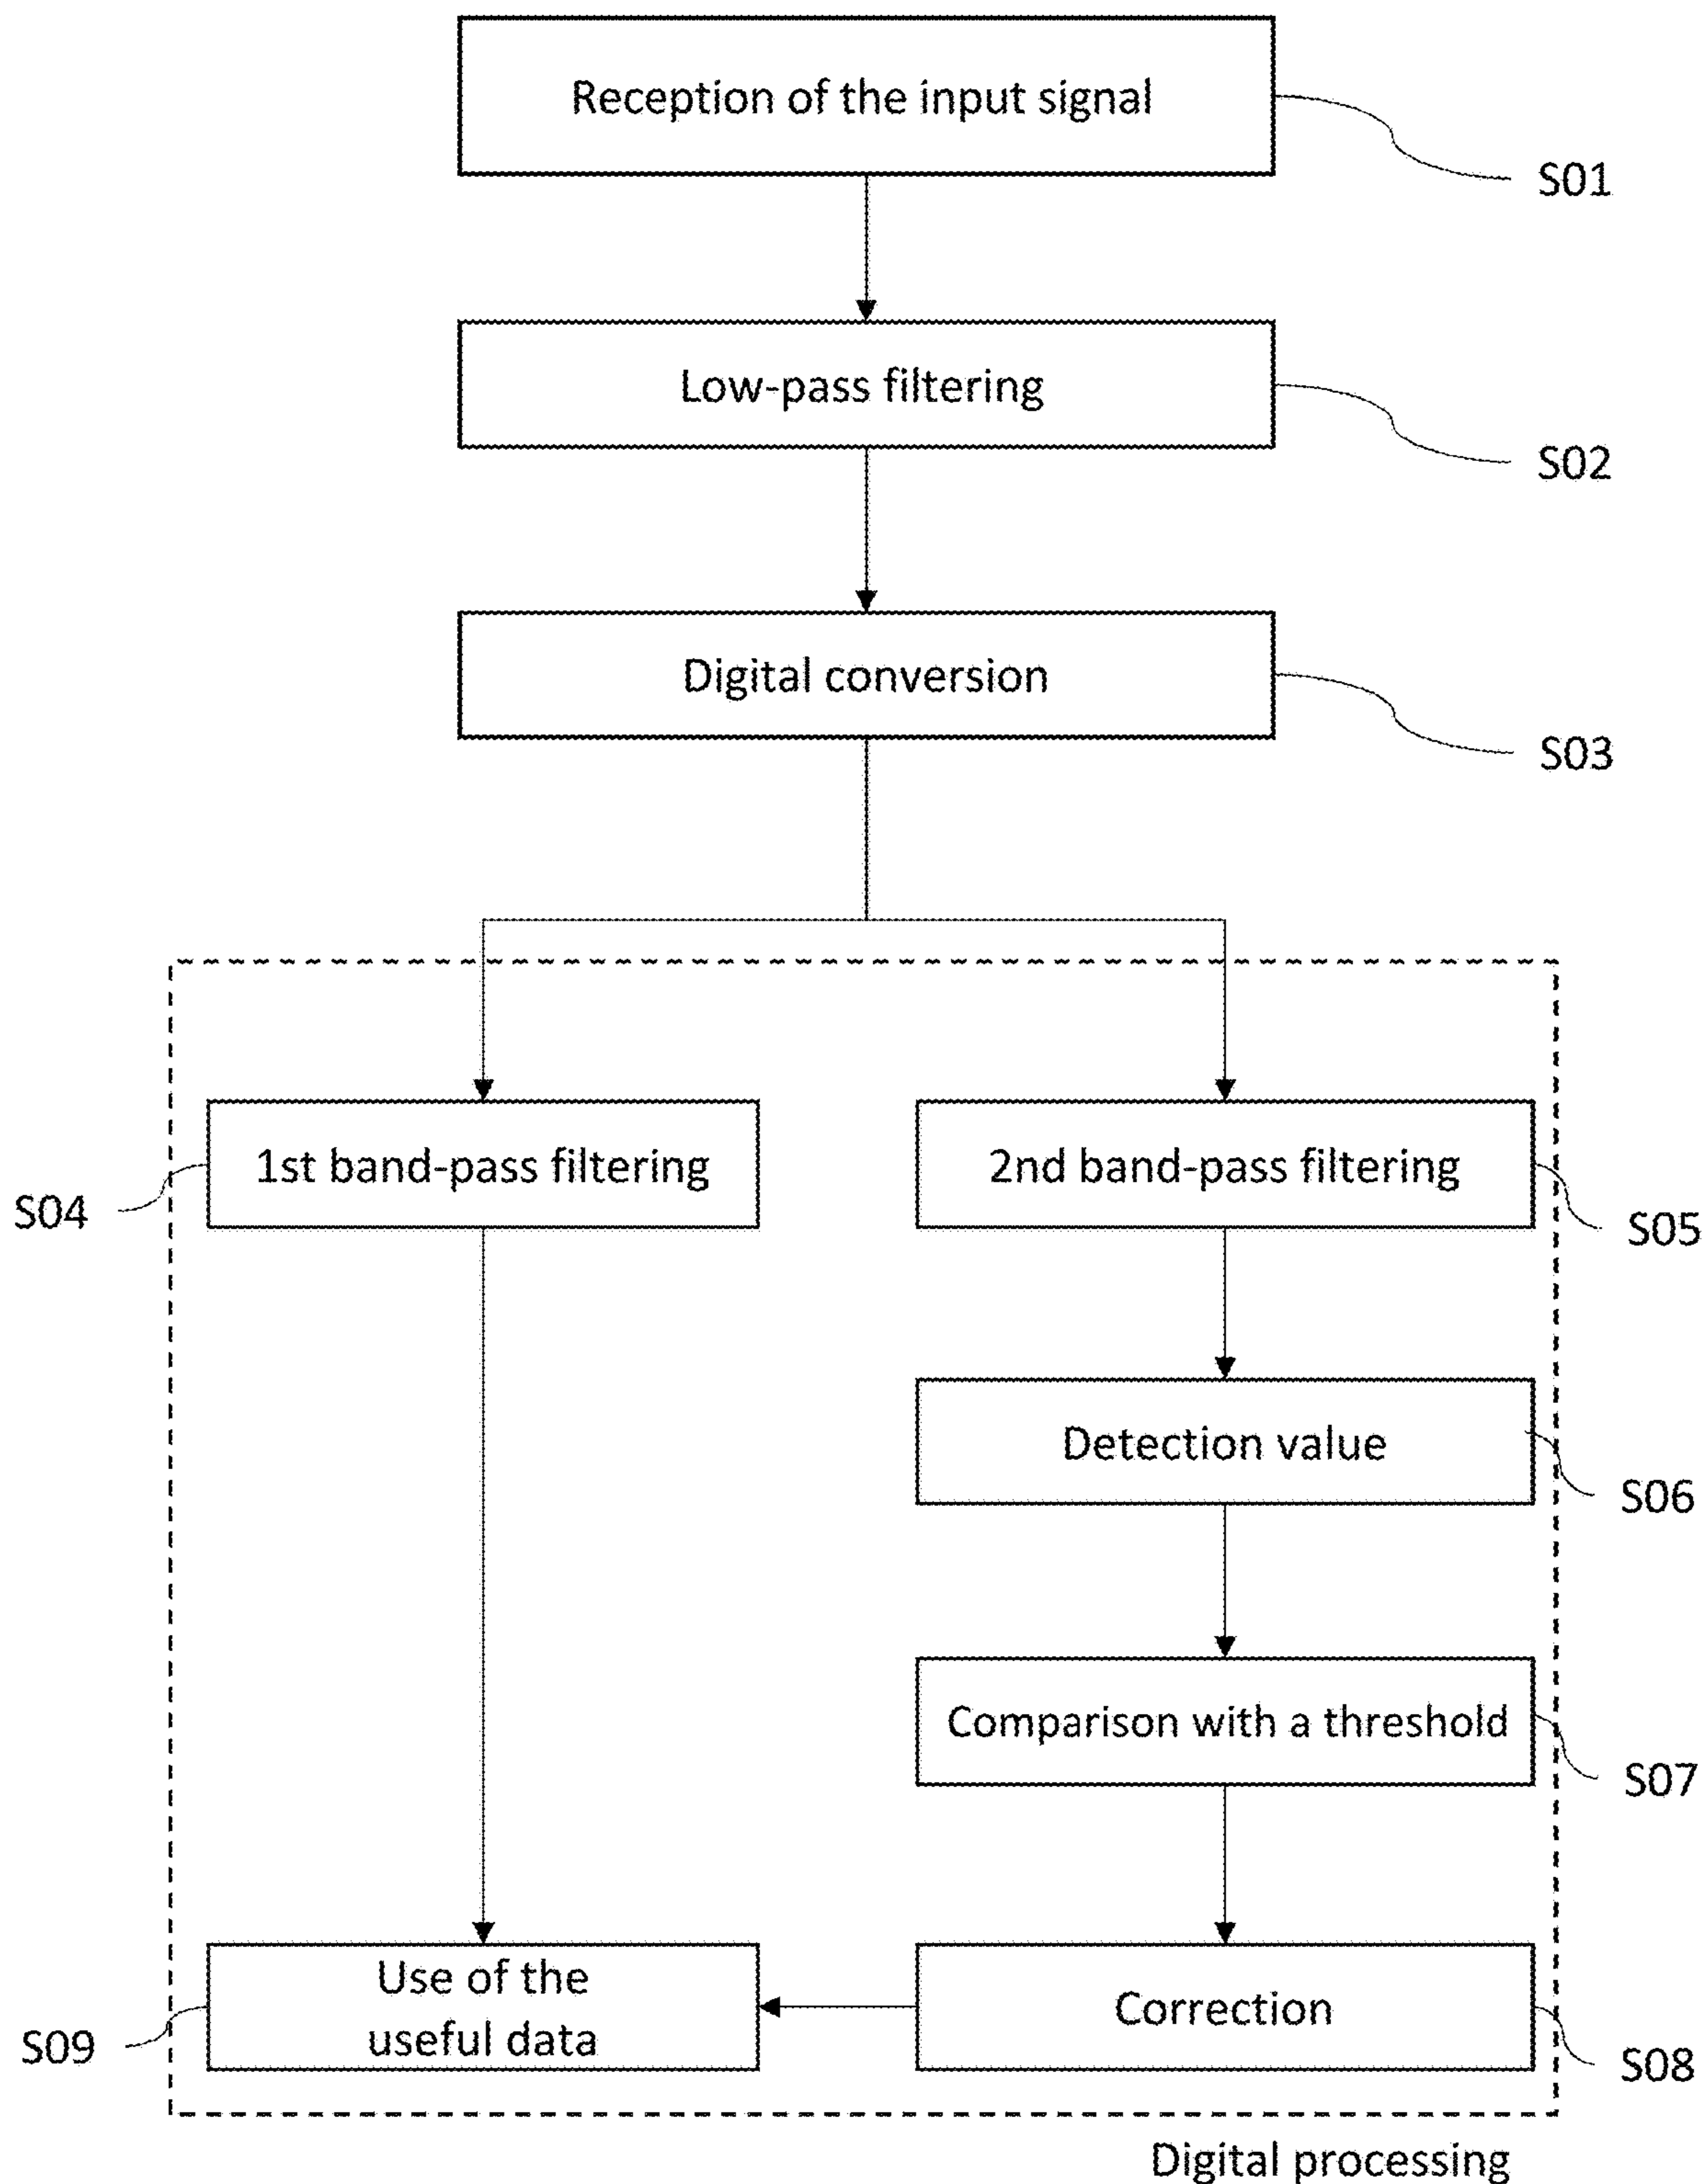 Reception of the input signal
S01
Low-pass filtering
S02
Digital conversion
S03
1st band-pass filtering
S04
2nd band-pass filtering
S05
Detection value
S06
Comparison with a threshold
S07
Use of the
useful data
S09
Correction
S08
Digital processing